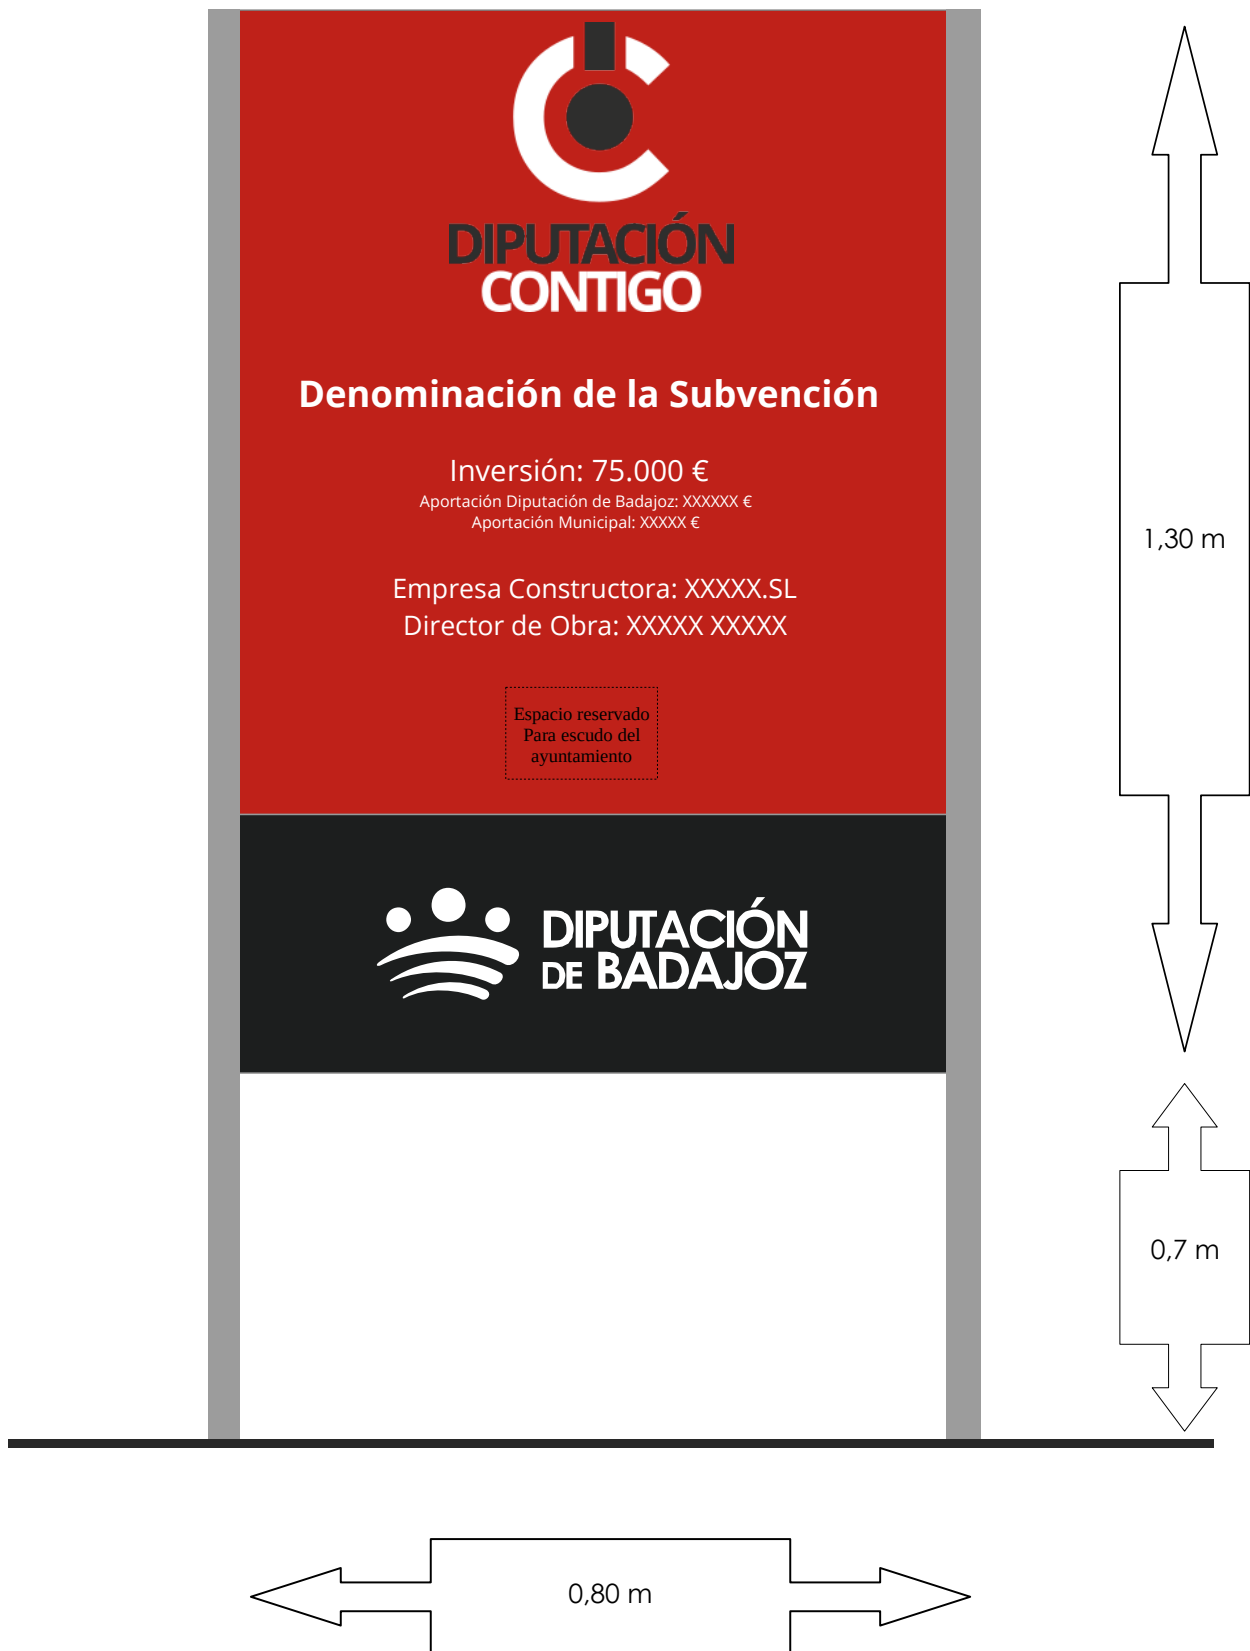 DIPUTACIÓN
CONTIGO
Denominación de la Subvención
Inversión: 75.000 €
Aportación Diputación de Badajoz: XXXXXX €
Aportación Municipal: XXXXX €
Empresa Constructora: XXXXX.SL
Director de Obra: XXXXX XXXXX
Espacio reservado
Para escudo del
ayuntamiento
DIPUTACIÓN
DE BADAJOZ
1,30 m
0,7 m
0,80 m